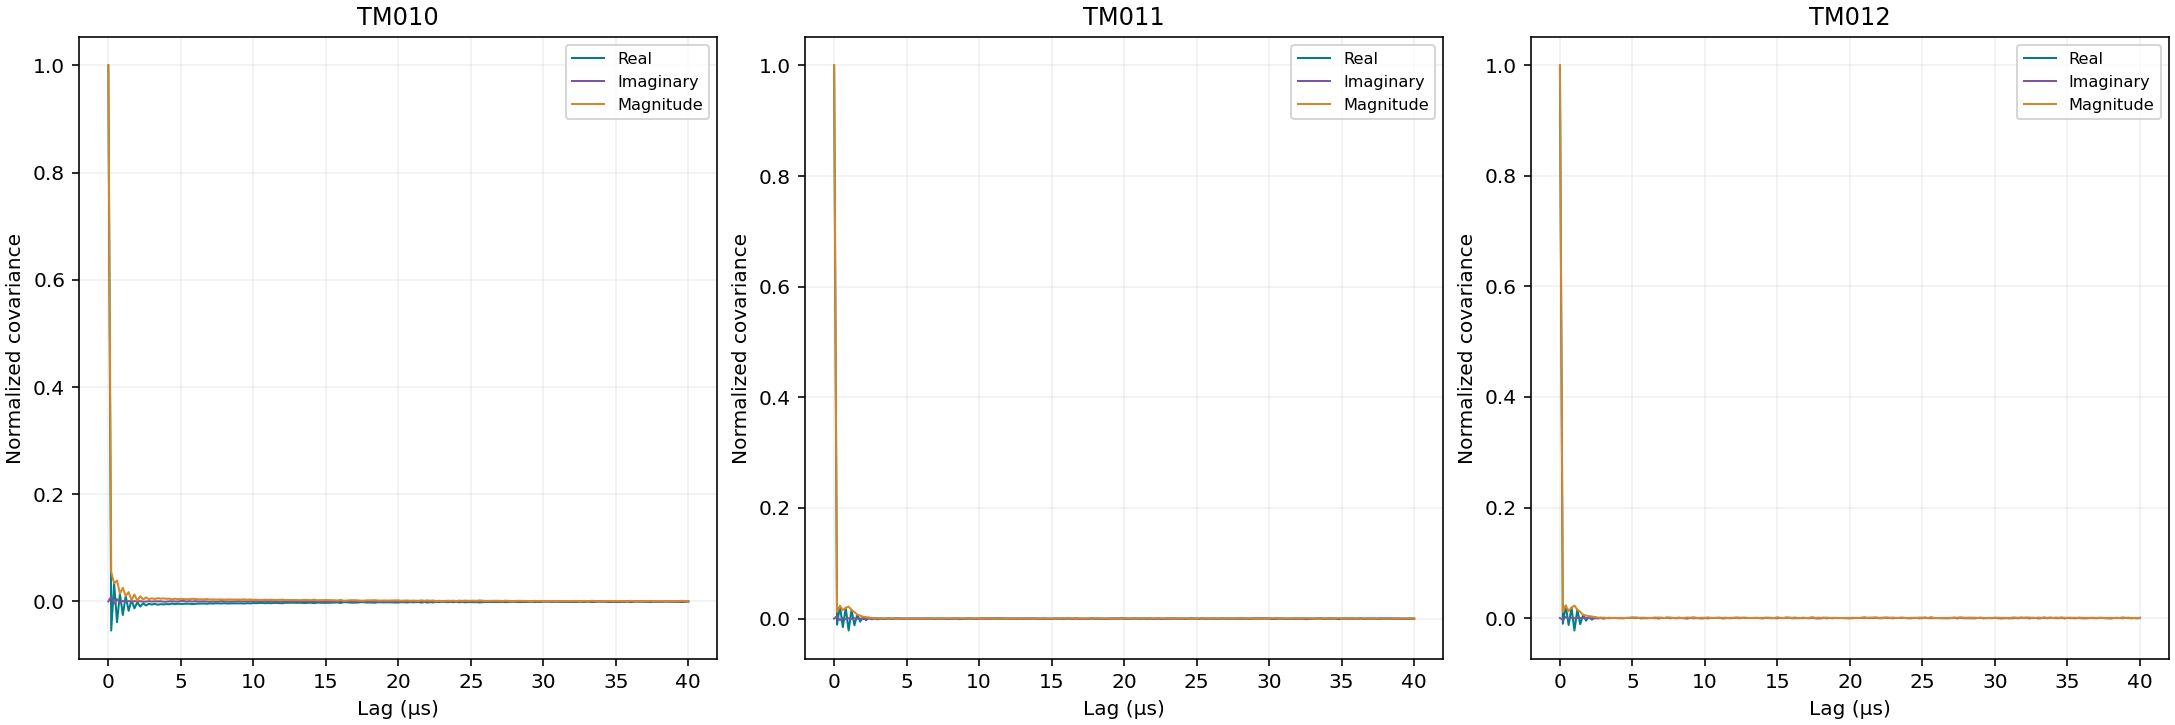 TM010
Normalized covariance
1.0
0.8
0.6
0.4
0.2
0.0
0 5 10 15 20 25 30 35 40
Lag (μs)
Real
Imaginary
Magnitude
TM011
Normalized covariance
1.0
0.8
0.6
0.4
0.2
0.0
0 5 10 15 20 25 30 35 40
Lag (μs)
Real
Imaginary
Magnitude
TM012
Normalized covariance
1.0
0.8
0.6
0.4
0.2
0.0
0 5 10 15 20 25 30 35 40
Lag (μs)
Real
Imaginary
Magnitude